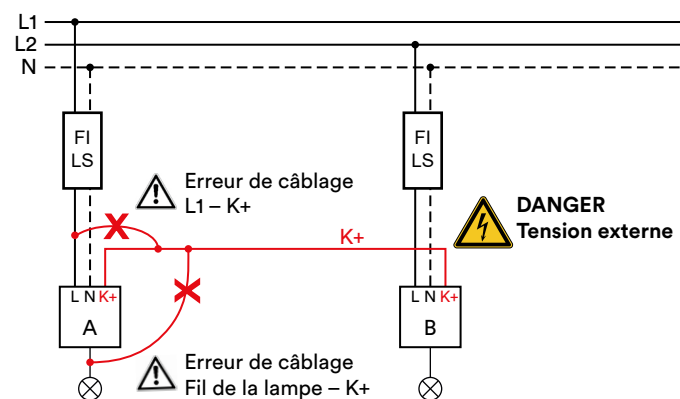 L1
L2
N
FI
LS
FI
LS
Erreur de câblage
L1 – K+
DANGER
Tension externe
K+
L N K+
L N K+
A
B
Erreur de câblage
Fil de la lampe – K+